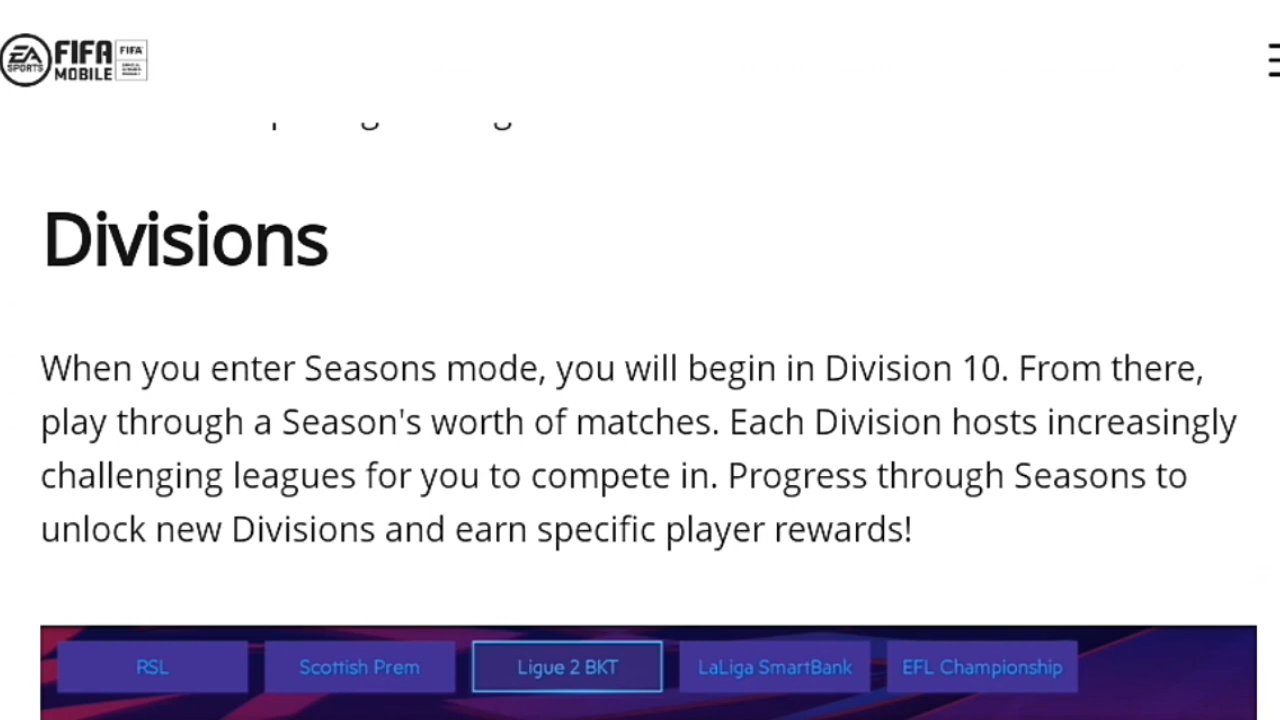 EA
SPORTS
FIFA
MOBILE
FIFA
Divisions
When you enter Seasons mode, you will begin in Division 10. From there,
play through a Season's worth of matches. Each Division hosts increasingly
challenging leagues for you to compete in. Progress through Seasons to
unlock new Divisions and earn specific player rewards!
RSL
Scottish Prem
Ligue 2 BKT
LaLiga SmartBank
EFL Championship